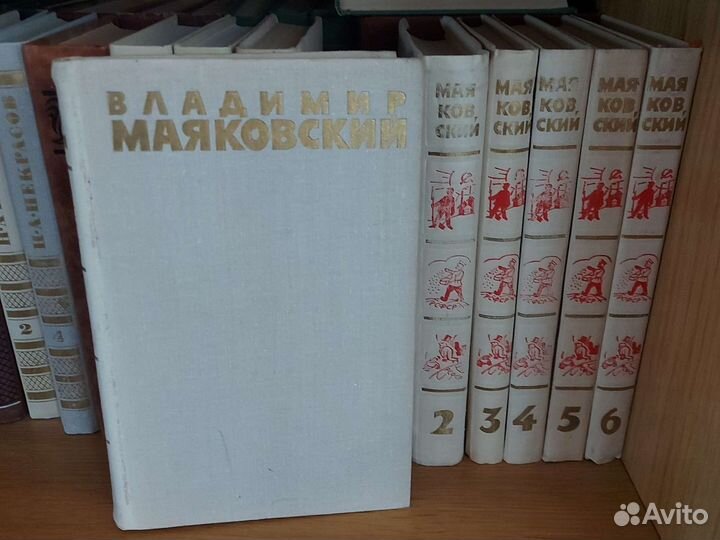 ВЛАДИМИР
МАЯКОВСКИЙ
МАЯ
КОВ,
СКИЙ
2
МАЯ
КОВ,
СКИЙ
3
МАЯ
КОВ,
СКИЙ
4
МАЯ
КОВ,
СКИЙ
5
МАЯ
КОВ,
СКИЙ
6
Н·А·НЕКРАСОВ
4
2
Avito